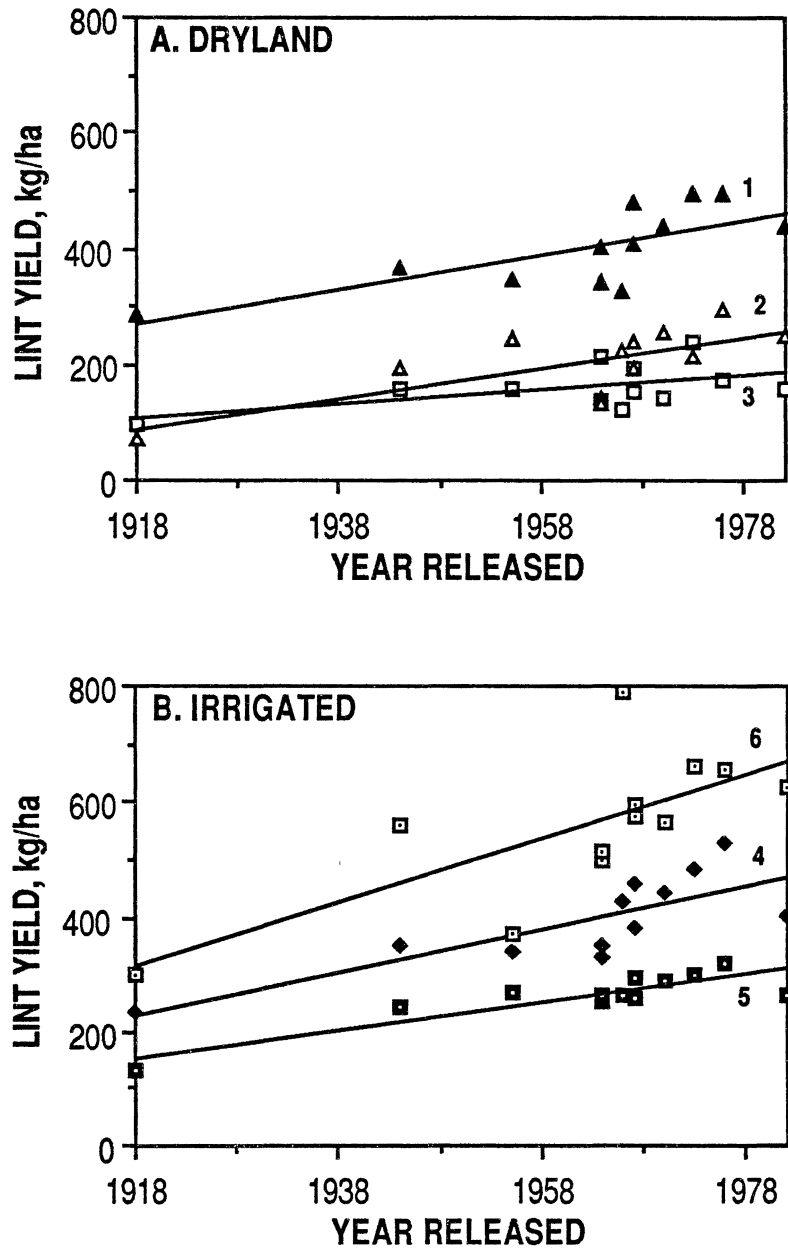 800
A. DRYLAND
600
400
200
0
LINT YIELD, kg/ha
1
2
3
1918 1938 1958 1978
YEAR RELEASED
800
B. IRRIGATED
600
400
200
0
LINT YIELD, kg/ha
6
4
5
1918 1938 1958 1978
YEAR RELEASED